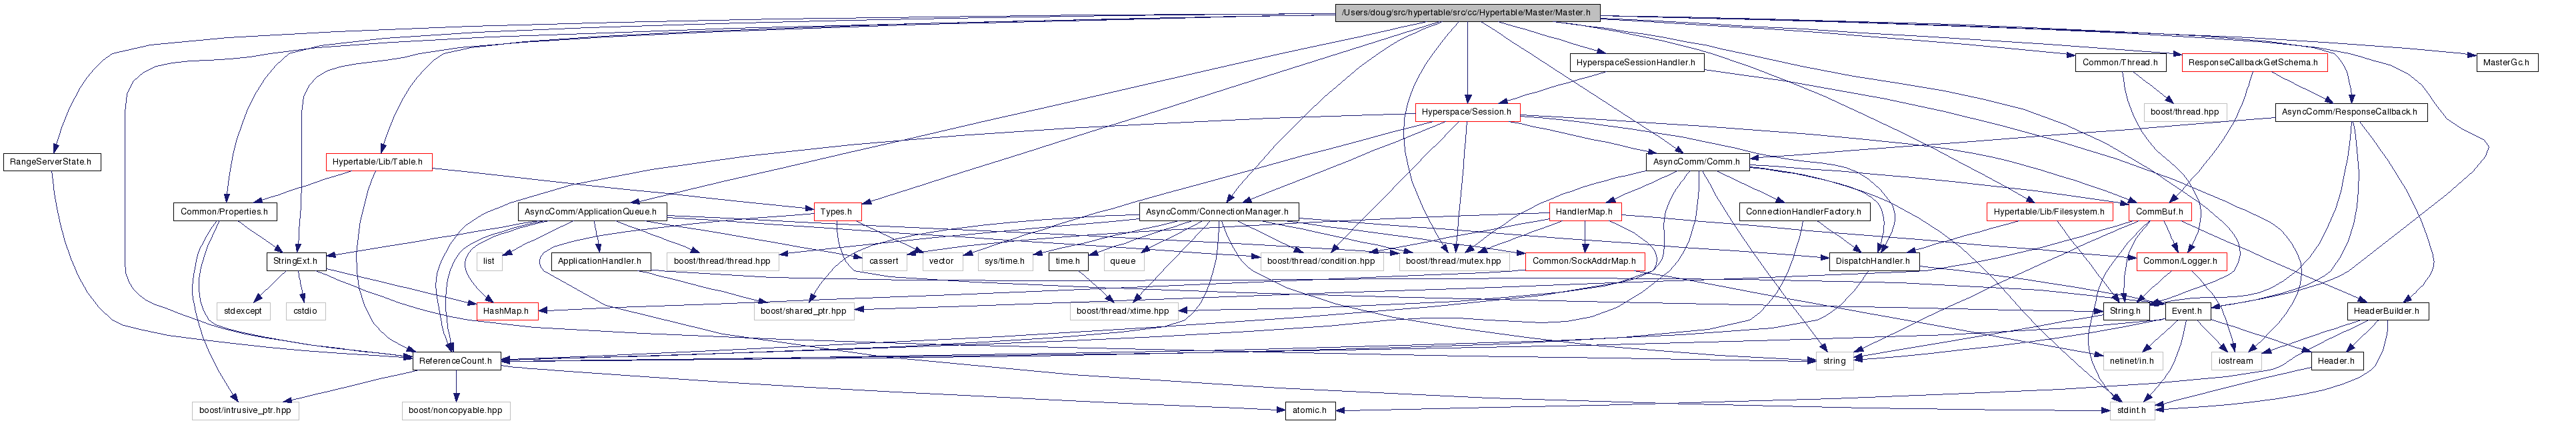 /Users/doug/src/hypertable/src/cc/Hypertable/Master/Master.h
HyperspaceSessionHandler.h
Common/Thread.h
ResponseCallbackGetSchema.h
MasterGc.h
Hyperspace/Session.h
boost/thread.hpp
AsyncComm/ResponseCallback.h
RangeServerState.h
Hypertable/Lib/Table.h
AsyncComm/Comm.h
Common/Properties.h
AsyncComm/ApplicationQueue.h
Types.h
AsyncComm/ConnectionManager.h
HandlerMap.h
ConnectionHandlerFactory.h
Hypertable/Lib/Filesystem.h
CommBuf.h
StringExt.h
list
ApplicationHandler.h
boost/thread/thread.hpp
cassert
vector
sys/time.h
time.h
queue
boost/thread/condition.hpp
boost/thread/mutex.hpp
Common/SockAddrMap.h
DispatchHandler.h
Common/Logger.h
stdexcept
cstdio
HashMap.h
boost/shared_ptr.hpp
boost/thread/xtime.hpp
String.h
Event.h
HeaderBuilder.h
ReferenceCount.h
string
netinet/in.h
iostream
Header.h
boost/intrusive_ptr.hpp
boost/noncopyable.hpp
atomic.h
stdint.h